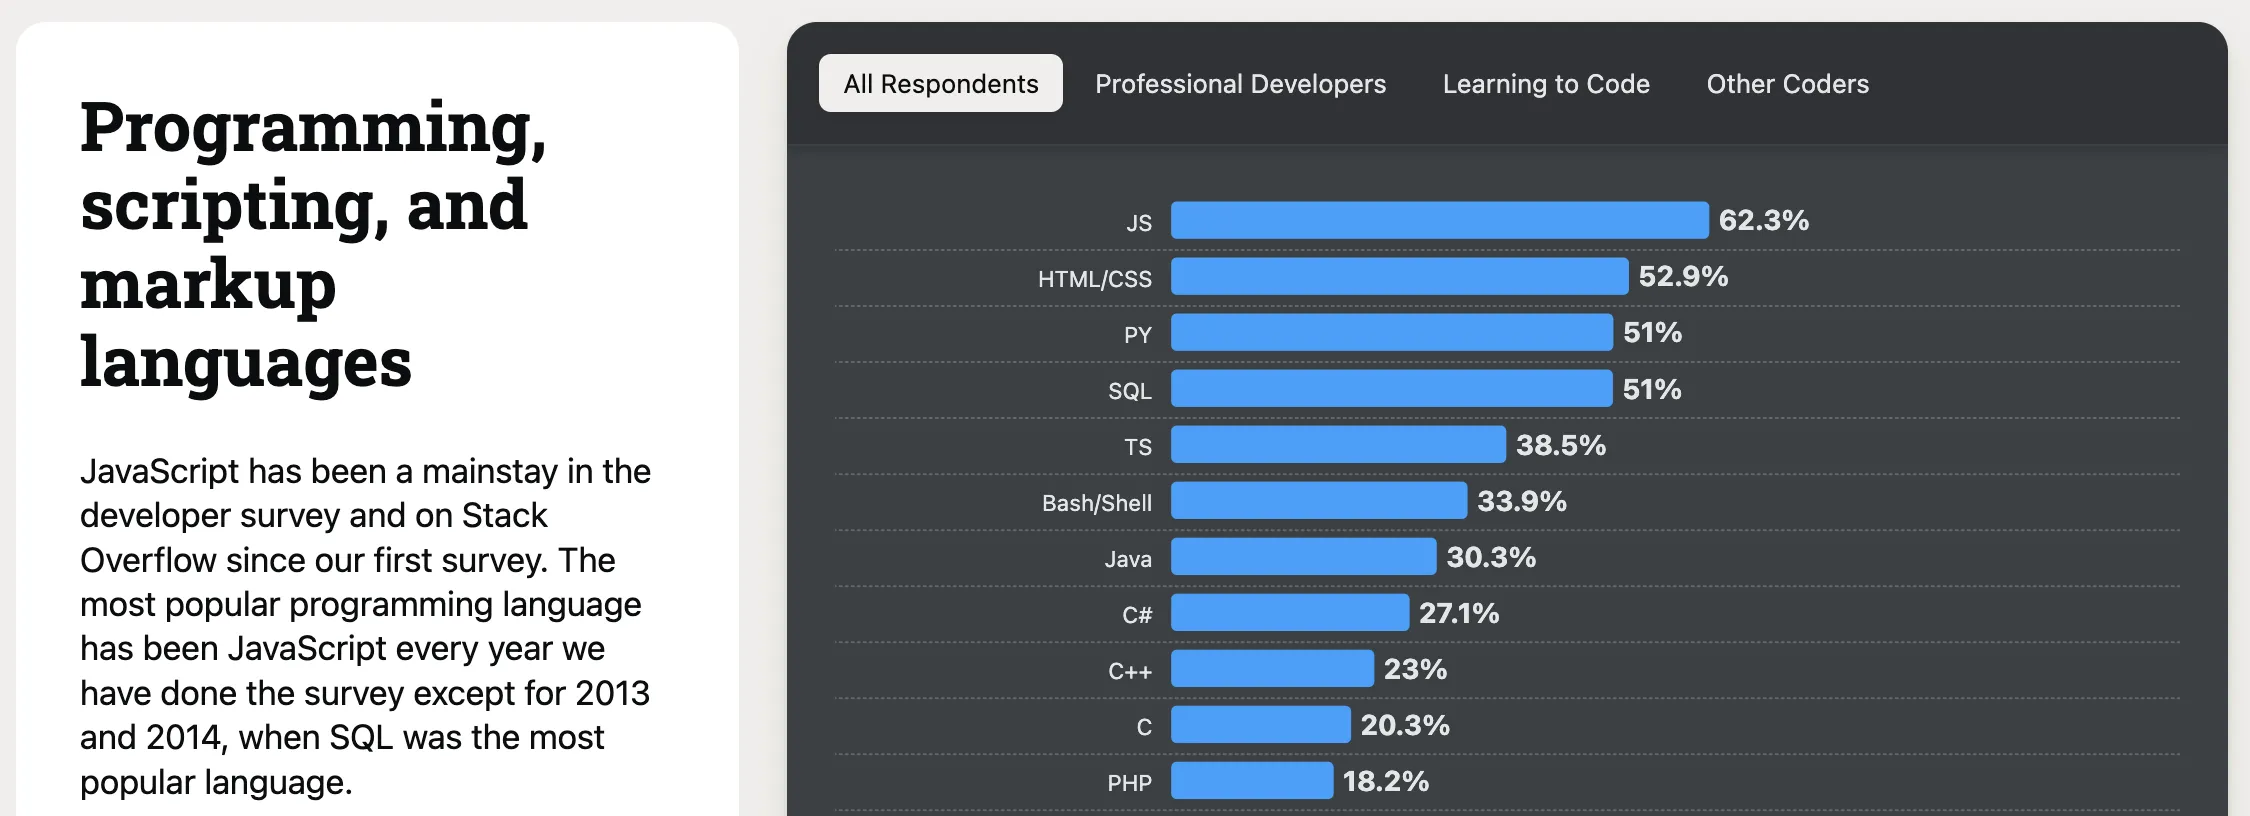 Programming,
scripting, and
markup
languages
JavaScript has been a mainstay in the
developer survey and on Stack
Overflow since our first survey. The
most popular programming language
has been JavaScript every year we
have done the survey except for 2013
and 2014, when SQL was the most
popular language.
All Respondents Professional Developers Learning to Code Other Coders
JS 62.3%
HTML/CSS 52.9%
PY 51%
SQL 51%
TS 38.5%
Bash/Shell 33.9%
Java 30.3%
C# 27.1%
C++ 23%
C 20.3%
PHP 18.2%